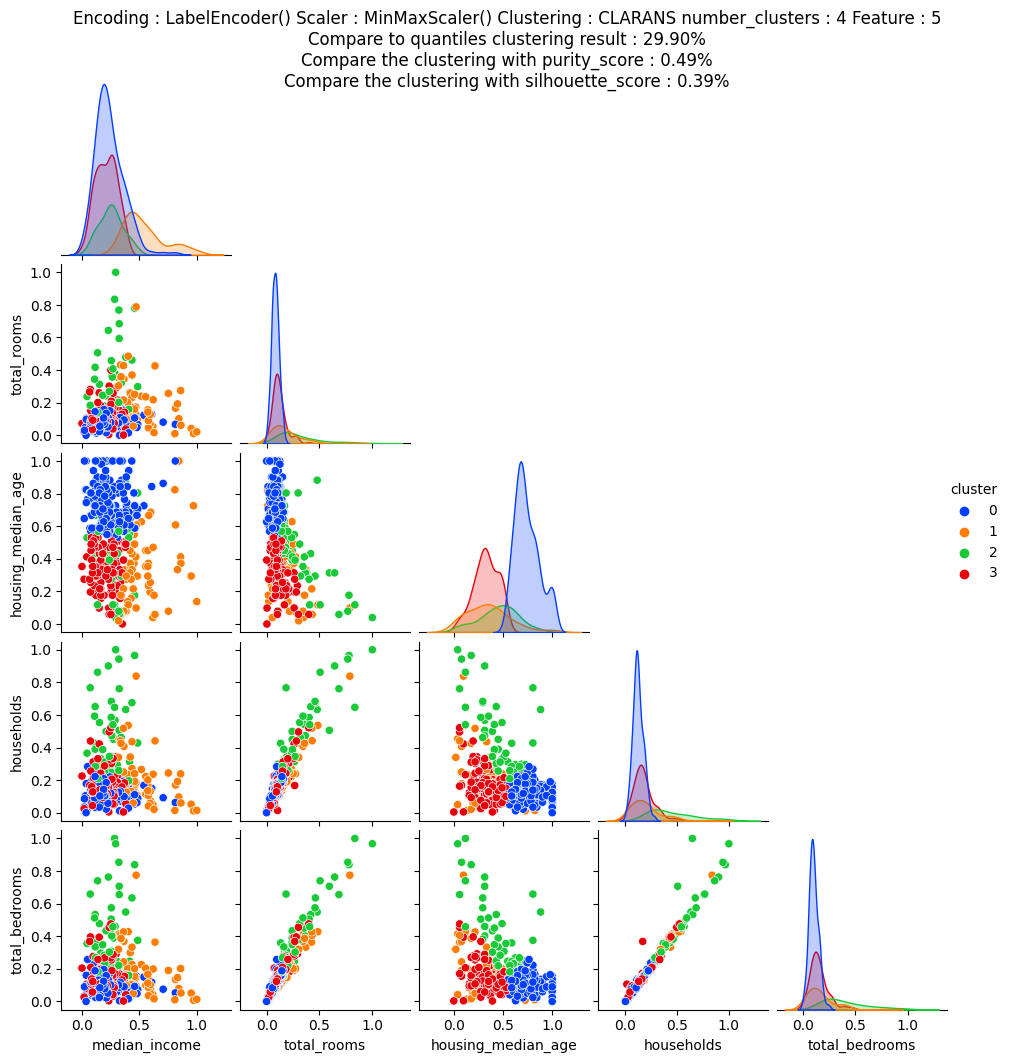 Encoding : LabelEncoder() Scaler : MinMaxScaler() Clustering : CLARANS number_clusters : 4 Feature : 5
Compare to quantiles clustering result : 29.90%
Compare the clustering with purity_score : 0.49%
Compare the clustering with silhouette_score : 0.39%
1.0
0.8
0.6
0.4
0.2
0.0
total_rooms
1.0
0.8
0.6
0.4
0.2
0.0
housing_median_age
cluster
0
1
2
3
1.0
0.8
0.6
0.4
0.2
0.0
households
1.0
0.8
0.6
0.4
0.2
0.0
total_bedrooms
0.0 0.5 1.0
0.0 0.5 1.0
0.0 0.5 1.0
0.0 0.5 1.0
0.0 0.5 1.0
median_income
total_rooms
housing_median_age
households
total_bedrooms